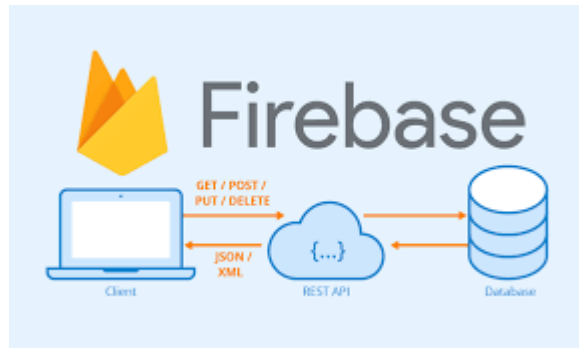 Firebase
GET / POST /
PUT / DELETE
{...}
JSON /
XML
Client
REST API
Database